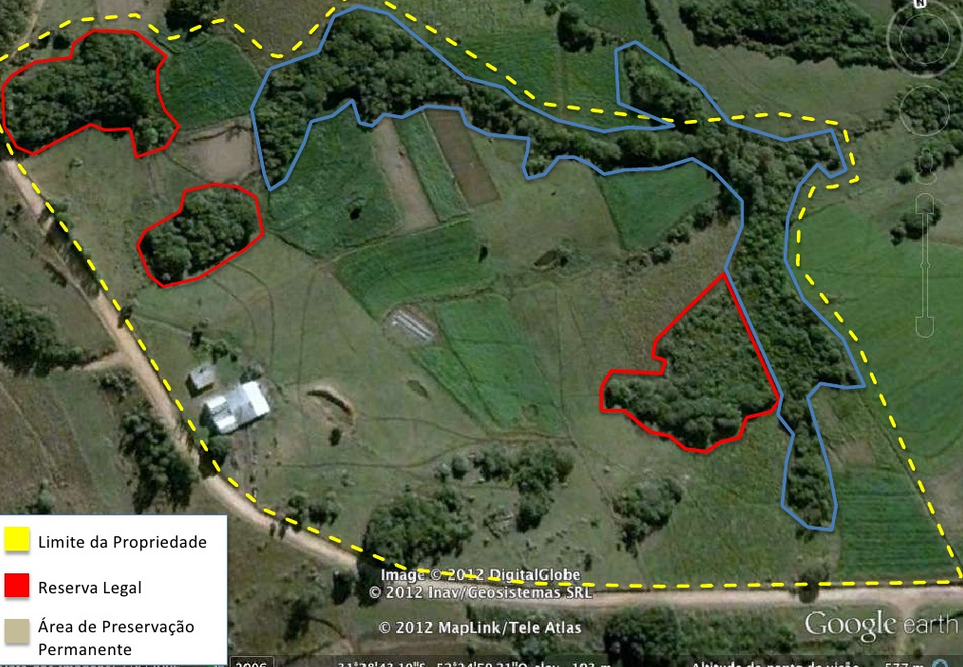 N
Image © 2012 DigitalGlobe
© 2012 Inav/Geosistemas SRL
© 2012 MapLink/Tele Atlas
Google earth
Limite da Propriedade
Reserva Legal
Área de Preservação
Permanente
2006